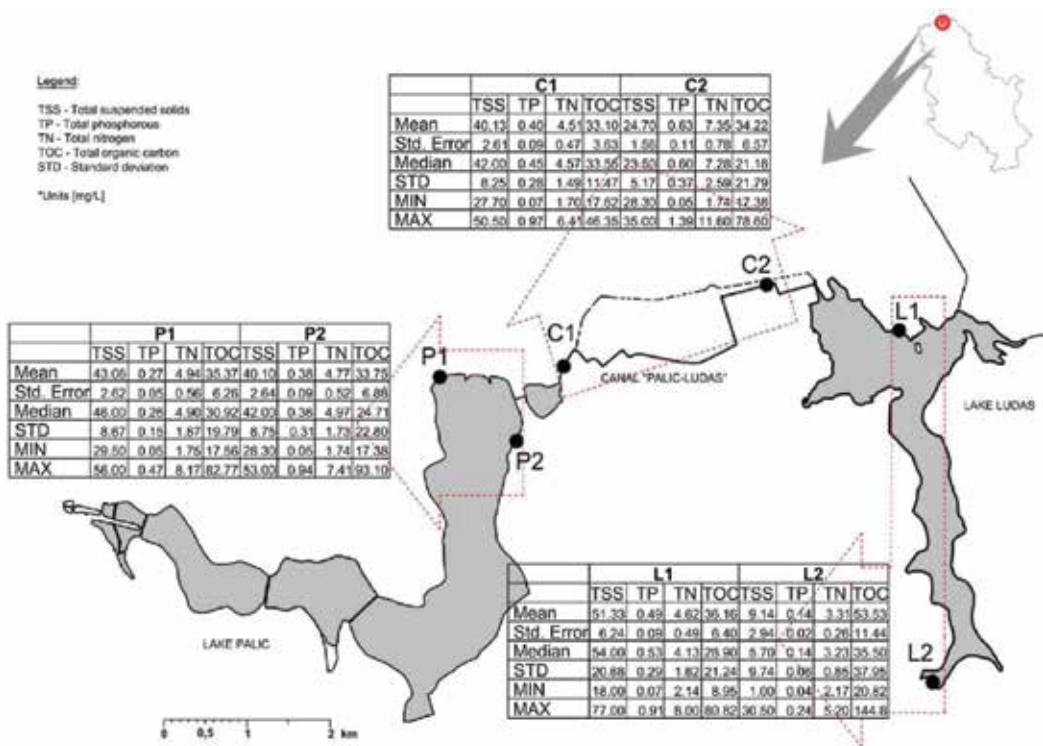 Legend:
TSS - Total suspended solids
TP - Total phosphorous
TN - Total nitrogen
TOC - Total organic carbon
STD - Standard deviation
*Units [mg/L]
C1 C2
TSS TP TN TOC TSS TP TN TOC
Mean 40.13 0.40 4.51 33.10 24.70 0.63 7.35 34.22
Std. Error 2.61 0.09 0.47 3.63 1.56 0.11 0.78 6.57
Median 42.00 0.45 4.57 33.55 23.50 0.60 7.28 21.18
STD 8.25 0.28 1.49 11.47 5.17 0.37 2.59 21.79
MIN 27.70 0.07 1.70 17.62 28.30 0.05 1.74 17.38
MAX 50.50 0.97 6.41 46.35 35.00 1.39 11.60 78.60
C2
L1
C1
P1
CANAL "PALIC-LUDAS"
LAKE LUDAS
P2
P1 P2
TSS TP TN TOC TSS TP TN TOC
Mean 43.05 0.27 4.94 35.37 40.10 0.38 4.77 33.75
Std. Error 2.62 0.05 0.56 6.26 2.64 0.09 0.52 6.86
Median 46.00 0.26 4.90 30.92 42.00 0.36 4.97 24.71
STD 8.67 0.15 1.87 19.79 8.75 0.31 1.73 22.80
MIN 29.50 0.05 1.75 17.56 28.30 0.05 1.74 17.38
MAX 56.00 0.47 8.17 82.77 53.00 0.94 7.41 93.10
L1 L2
TSS TP TN TOC TSS TP TN TOC
Mean 51.33 0.49 4.62 36.16 9.14 0.14 3.31 53.53
Std. Error 6.24 0.09 0.49 6.40 2.94 0.02 0.26 11.44
Median 54.00 0.53 4.13 28.90 5.70 0.14 3.23 35.50
STD 20.68 0.29 1.62 21.24 9.74 0.06 0.85 37.95
MIN 18.00 0.07 2.14 8.95 1.00 0.04 2.17 20.82
MAX 77.00 0.91 8.00 80.82 36.50 0.24 5.20 144.8
LAKE PALIC
L2
0 0,5 1 2 km